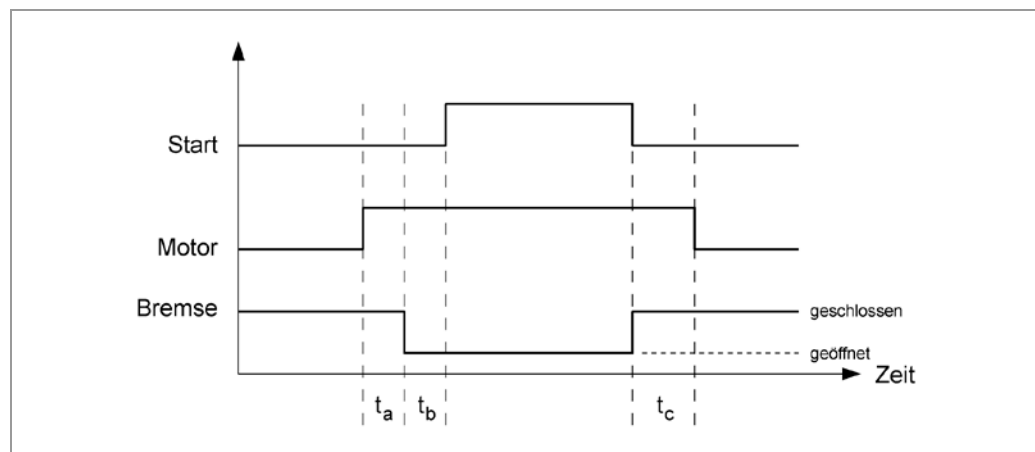 Start
Motor
Bremse
geschlossen
geöffnet
Zeit
ta
tb
tc